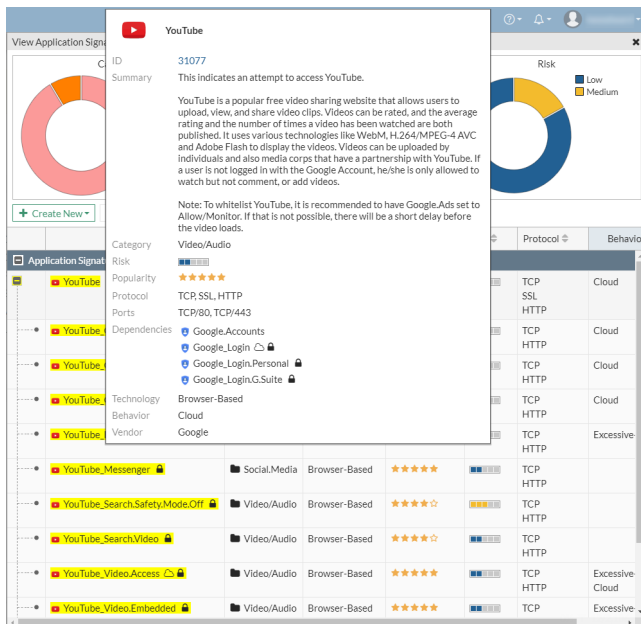 View Application Signa
YouTube
ID 31077
Summary This indicates an attempt to access YouTube.
YouTube is a popular free video sharing website that allows users to
upload, view, and share video clips. Videos can be rated, and the average
rating and the number of times a video has been watched are both
published. It uses various technologies like WebM, H.264/MPEG-4 AVC
and Adobe Flash to display the videos. Videos can be uploaded by
individuals and also media corps that have a partnership with YouTube. If
a user is not logged in with the Google Account, he/she is only allowed to
watch but not comment, or add videos.
Note: To whitelist YouTube, it is recommended to have Google.Ads set to
Allow/Monitor. If that is not possible, there will be a short delay before
the video loads.
Category Video/Audio
Risk
Popularity ★★★★★
Protocol TCP, SSL, HTTP
Ports TCP/80, TCP/443
Dependencies Google.Accounts
Google_Login
Google_Login.Personal
Google_Login.G.Suite
Technology Browser-Based
Behavior Cloud
Vendor Google
C
Risk
Low
Medium
+ Create New
Protocol Behavio
Application Signat
YouTube TCP Cloud
SSL
HTTP
YouTube_ TCP Cloud
HTTP
YouTube_ TCP Cloud
HTTP
YouTube_ TCP Cloud
HTTP
YouTube_ TCP Excessive-
HTTP
YouTube_Messenger Social.Media Browser-Based ★★★★★ TCP
HTTP
YouTube_Search.Safety.Mode.Off Video/Audio Browser-Based ★★★★☆ TCP
HTTP
YouTube_Search.Video Video/Audio Browser-Based ★★★★☆ TCP
HTTP
YouTube_Video.Access Video/Audio Browser-Based ★★★★★ TCP Excessive-
HTTP Cloud
YouTube_Video.Embedded Video/Audio Browser-Based ★★★★★ TCP Excessive-